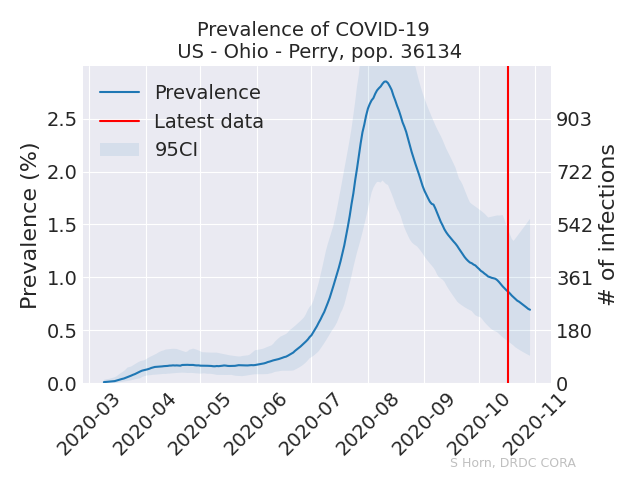 Prevalence of COVID-19
US - Ohio - Perry, pop. 36134
Prevalence
Latest data
95CI
Prevalence (%)
2.5
2.0
1.5
1.0
0.5
0.0
903
722
542
361
180
0
# of infections
2020-03
2020-04
2020-05
2020-06
2020-07
2020-08
2020-09
2020-10
2020-11
S Horn, DRDC CORA